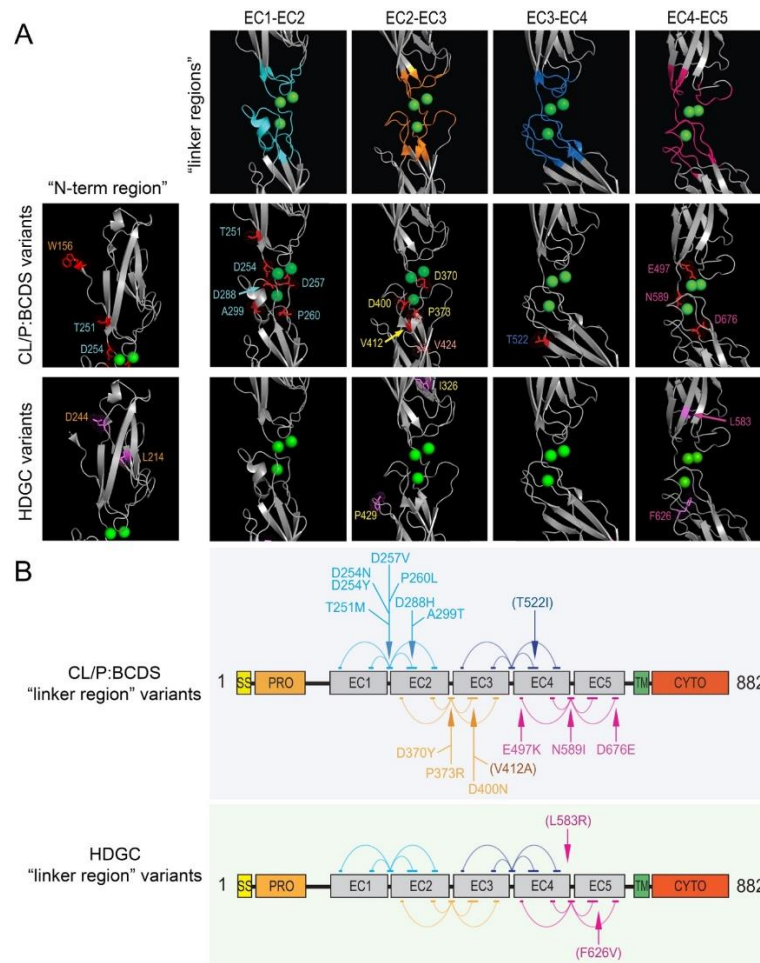 A
EC1-EC2
EC2-EC3
EC3-EC4
EC4-EC5
"linker regions"
"N-term region"
CL/P:BCDS variants
W156
T251
D254
T251
D254
D288
A299
D257
P260
D370
D400
P373
V412
V424
T522
E497
N589
D676
HDGC variants
D244
L214
I326
P429
L583
F626
B
D257V
D254N
P260L
D254Y
T251M
D288H
A299T
(T522I)
CL/P:BCDS
"linker region" variants
1 SS PRO EC1 EC2 EC3 EC4 EC5 TM CYTO 882
D370Y
P373R
(V412A)
D400N
E497K
N589I
D676E
(L583R)
HDGC
"linker region" variants
1 SS PRO EC1 EC2 EC3 EC4 EC5 TM CYTO 882
(F626V)